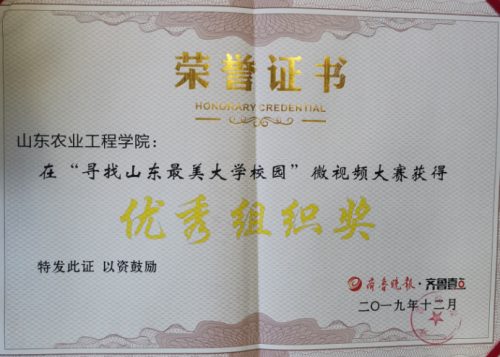 荣誉证书
HONORARY CREDENTIAL
山东农业工程学院：
在“寻找山东最美大学校园”微视频大赛获得
优秀组织奖
特发此证 以资鼓励
齐鲁晚报·齐鲁壹点
二〇一九年十二月